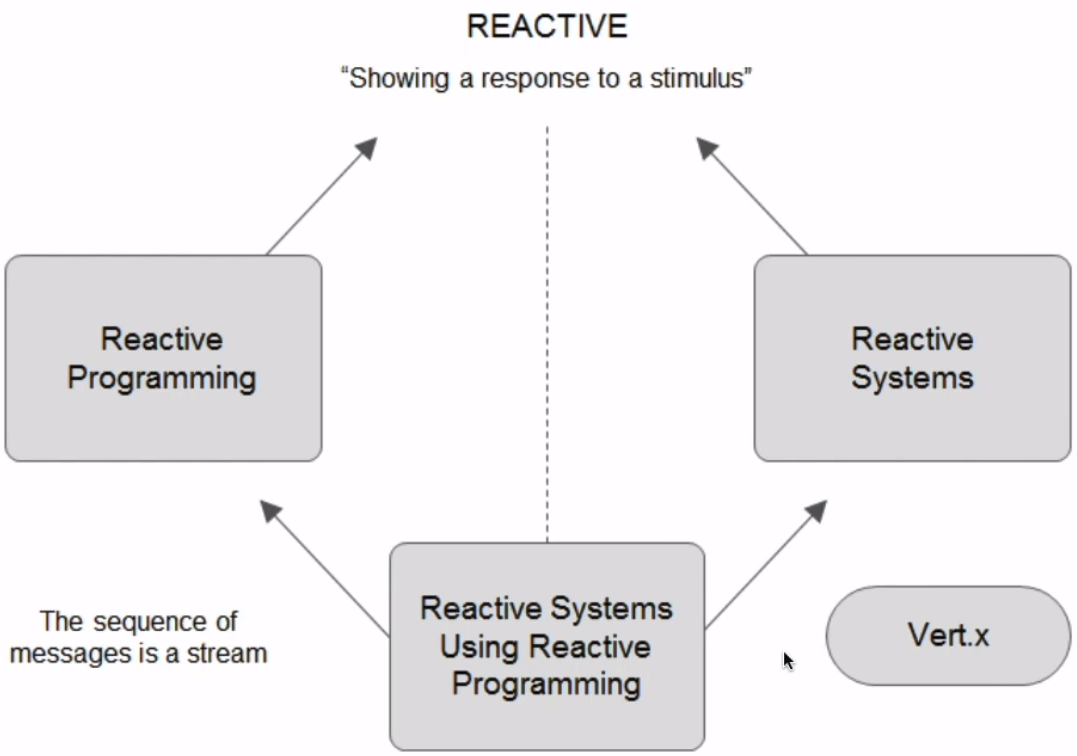 REACTIVE
“Showing a response to a stimulus”
Reactive
Programming
Reactive
Systems
The sequence of
messages is a stream
Reactive Systems
Using Reactive
Programming
Vert.x